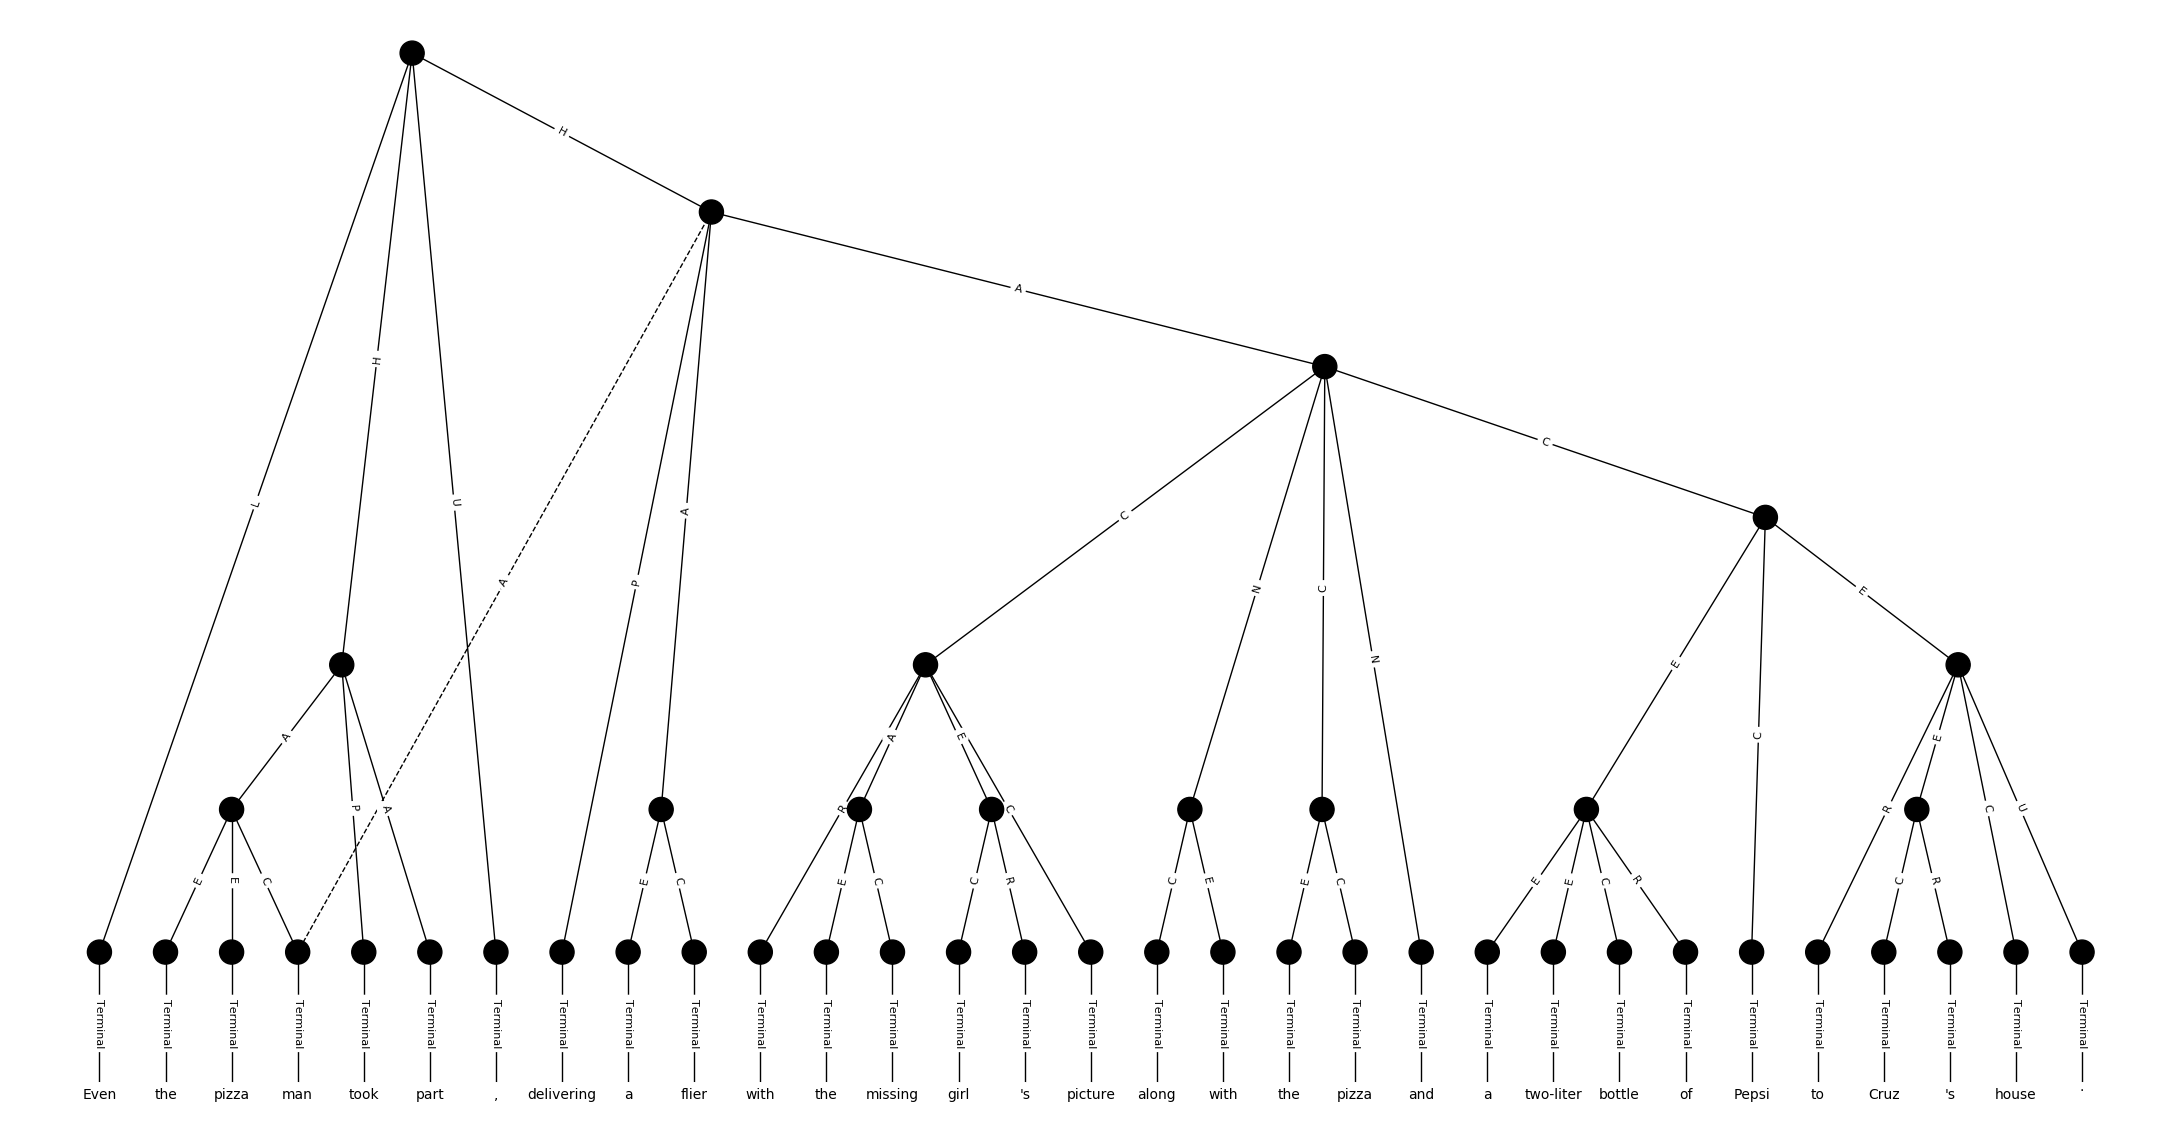 H
A
H
C
L
U
A
C
P
A
N
C
E
N
E
A
A
E
C
E
P
A
R
C
R
C
U
E
E
C
E
C
E
C
C
R
C
E
E
C
E
E
C
R
C
R
Terminal Terminal Terminal Terminal Terminal Terminal Terminal Terminal Terminal Terminal Terminal Terminal Terminal Terminal Terminal Terminal Terminal Terminal Terminal Terminal Terminal Terminal Terminal Terminal Terminal Terminal Terminal Terminal Terminal Terminal Terminal
Even the pizza man took part , delivering a flier with the missing girl 's picture along with the pizza and a two-liter bottle of Pepsi to Cruz 's house .